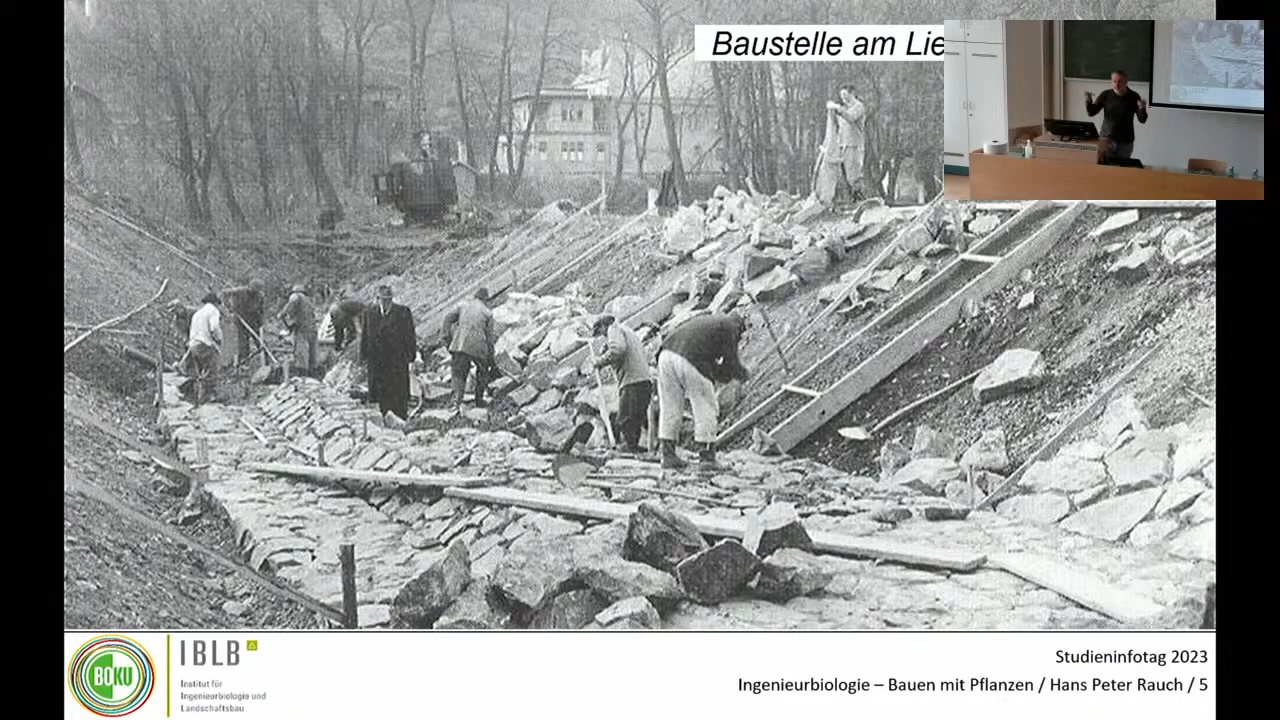 Baustelle am Lie
BOKU
IBLB
Institut für
Ingenieurbiologie und
Landschaftsbau
Studieninfotag 2023
Ingenieurbiologie – Bauen mit Pflanzen / Hans Peter Rauch / 5